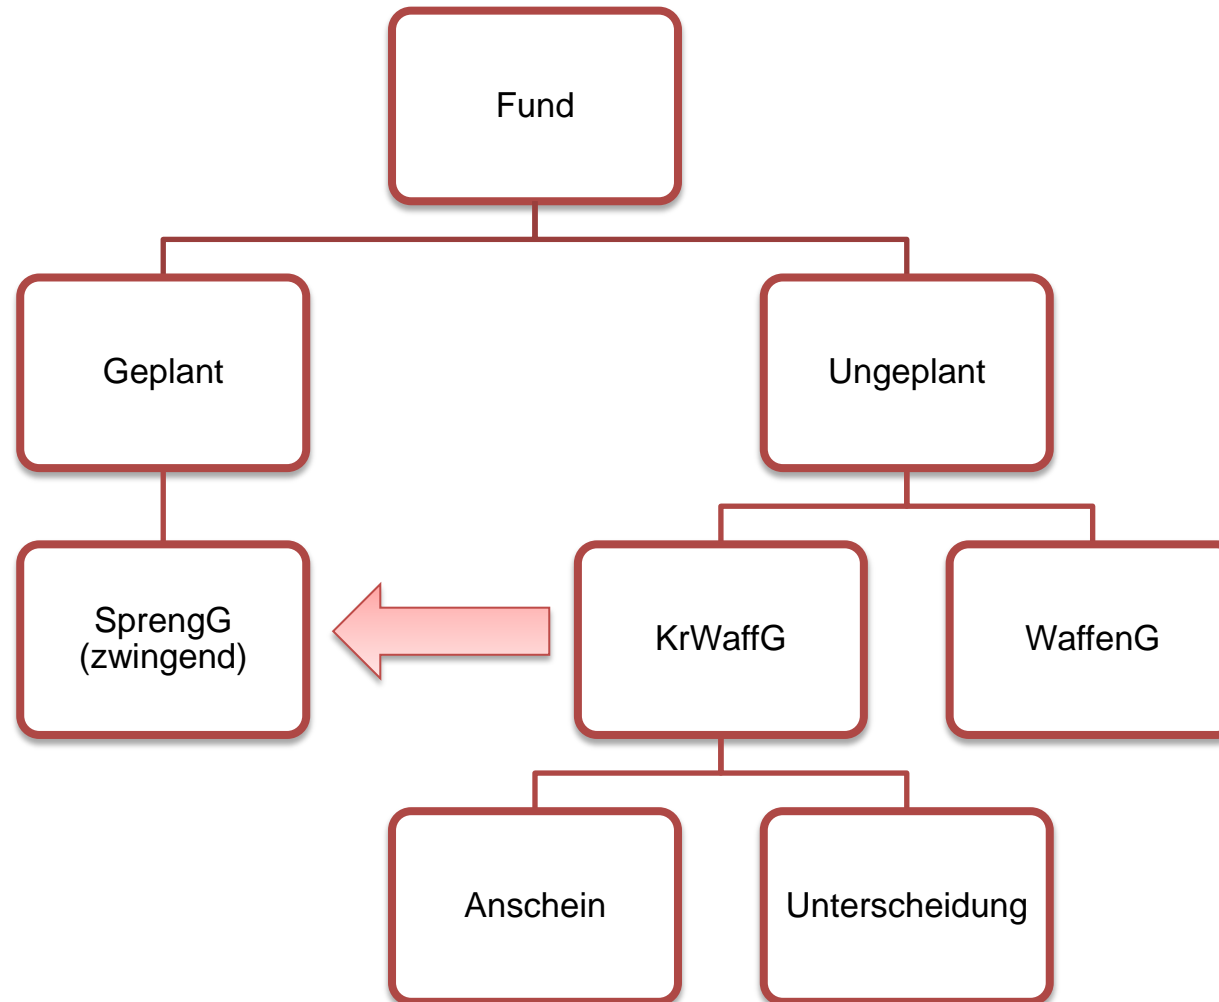 Fund
Geplant
Ungeplant
SprengG
(zwingend)
KrWaffG
WaffenG
Anschein
Unterscheidung